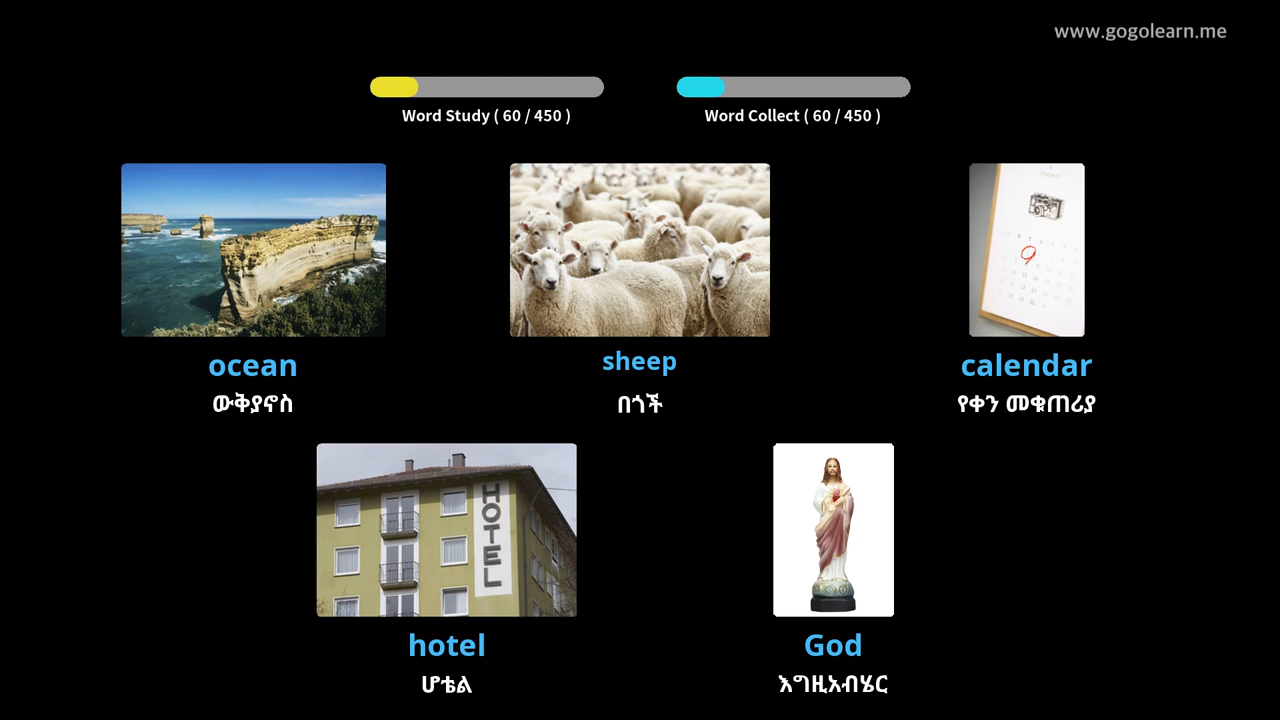 www.gogolearn.me
Word Study ( 60 / 450 )
Word Collect ( 60 / 450 )
ocean
ውቅያኖስ
sheep
በጎች
calendar
የቀን መቁጠሪያ
HOTEL
hotel
ሆቴል
God
እግዚአብሄር